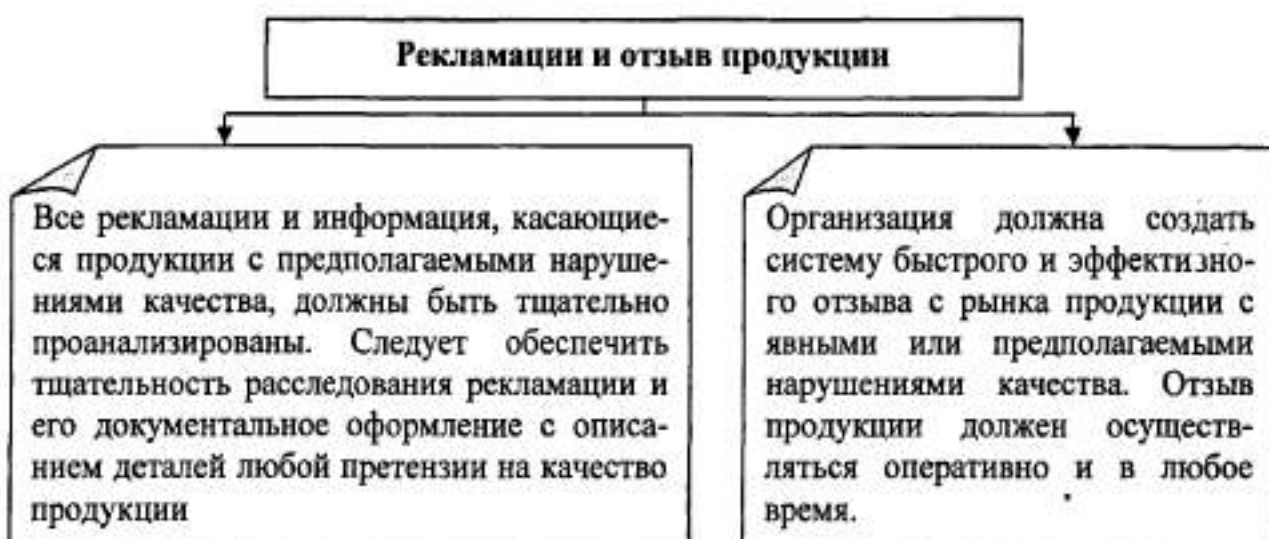 Рекламации и отзыв продукции
Все рекламации и информация, касающие-
ся продукции с предполагаемыми наруше-
ниями качества, должны быть тщательно
проанализированы. Следует обеспечить
тщательность расследования рекламации и
его документальное оформление с описа-
нием деталей любой претензии на качество
продукции
Организация должна создать
систему быстрого и эффектизно-
го отзыва с рынка продукции с
явными или предполагаемыми
нарушениями качества. Отзыв
продукции должен осуществ-
ляться оперативно и в любое
время.